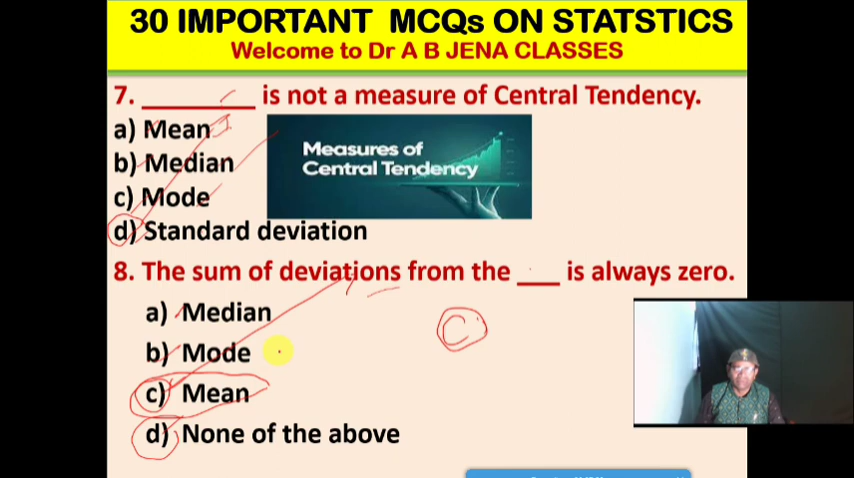 30 IMPORTANT MCQs ON STATSTICS
Welcome to Dr A B JENA CLASSES
7. ________ is not a measure of Central Tendency.
a) Mean
b) Median
c) Mode
d) Standard deviation
Measures of
Central Tendency
8. The sum of deviations from the ___ is always zero.
a) Median
b) Mode
c) Mean
d) None of the above
C